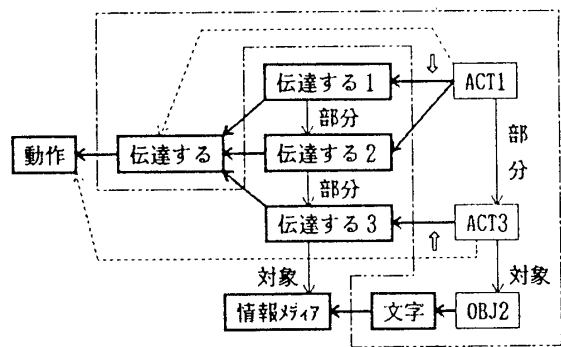 伝達する1
ACT1
部分
部分
動作
伝達する
伝達する2
部分
伝達する3
ACT3
対象
対象
情報メディア
文字
OBJ2